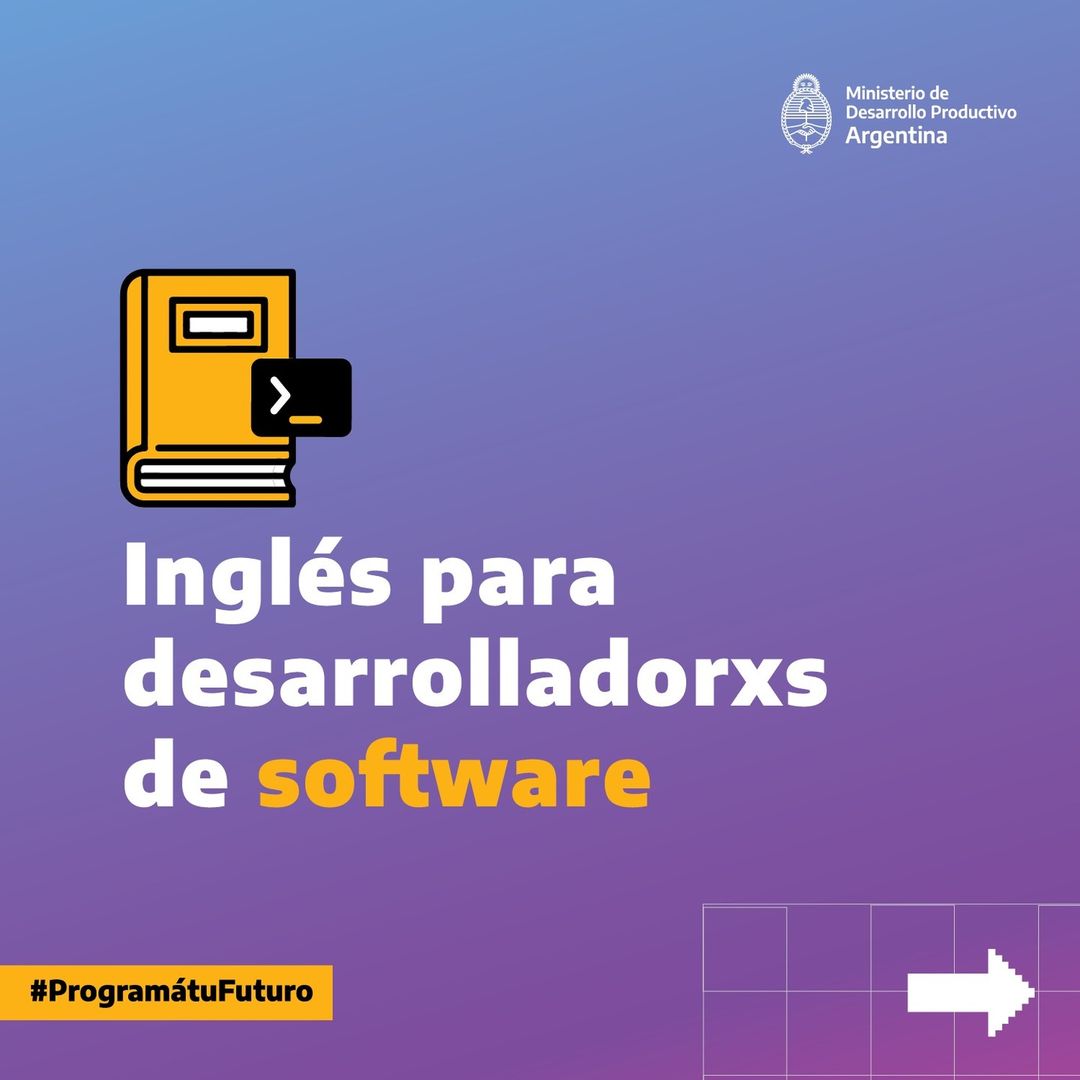 Ministerio de
Desarrollo Productivo
Argentina
Inglés para
desarrolladorxs
de software
#ProgramátuFuturo